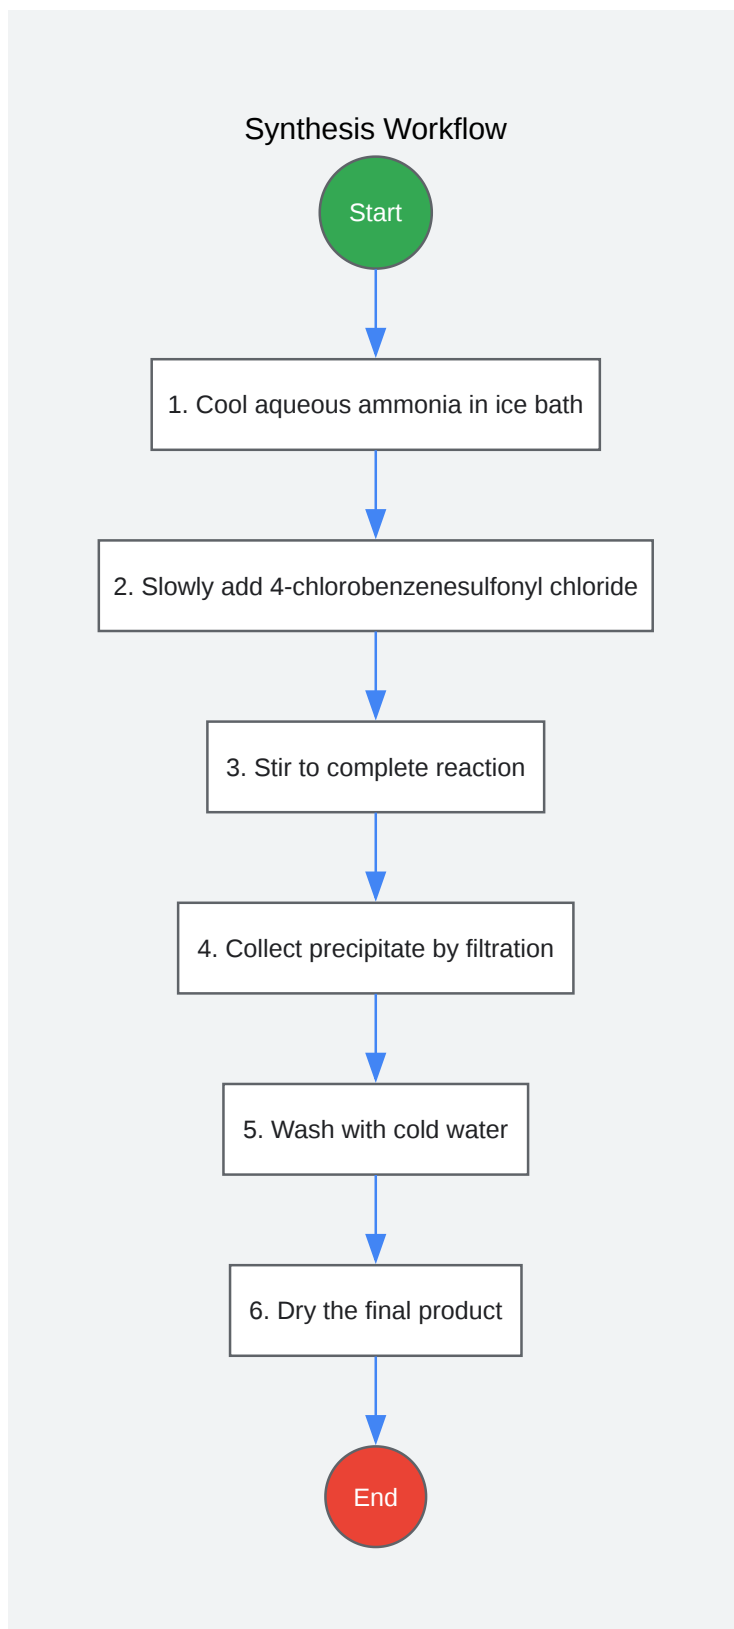 Synthesis Workflow
Start
1. Cool aqueous ammonia in ice bath
2. Slowly add 4-chlorobenzenesulfonyl chloride
3. Stir to complete reaction
4. Collect precipitate by filtration
5. Wash with cold water
6. Dry the final product
End